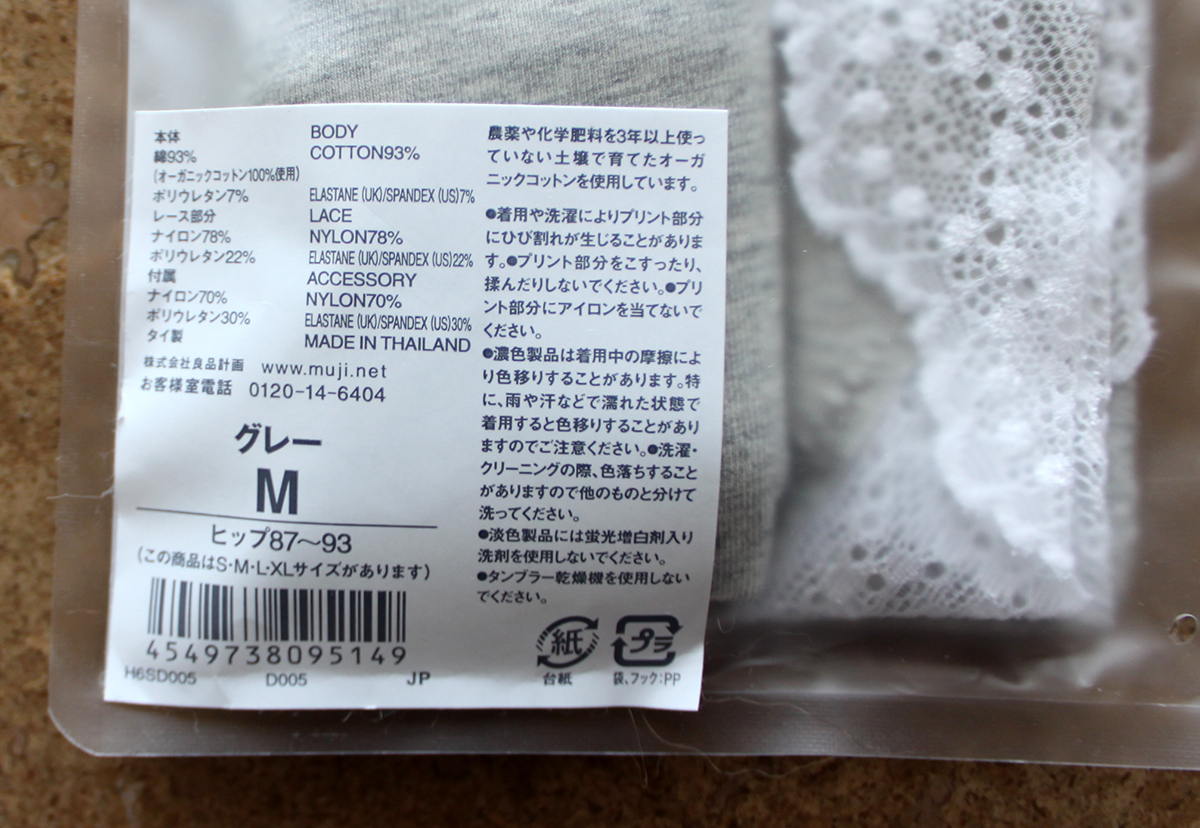 本体
綿93%
(オーガニックコットン100%使用)
ポリウレタン7%
レース部分
ナイロン78%
ポリウレタン22%
付属
ナイロン70%
ポリウレタン30%
タイ製
BODY
COTTON93%
ELASTANE (UK)/SPANDEX (US)7%
LACE
NYLON78%
ELASTANE (UK)/SPANDEX (US)22%
ACCESSORY
NYLON70%
ELASTANE (UK)/SPANDEX (US)30%
MADE IN THAILAND
株式会社良品計画 www.muji.net
お客様室電話 0120-14-6404
グレー
M
ヒップ87〜93
(この商品はS・M・L・XLサイズがあります)
4549738095149
H6SD005 D005 JP
農薬や化学肥料を3年以上使っ
ていない土壌で育てたオーガ
ニックコットンを使用しています。
●着用や洗濯によりプリント部分
にひび割れが生じることがありま
す。●プリント部分をこすったり、
揉んだりしないでください。●プリ
ント部分にアイロンを当てないで
ください。
●濃色製品は着用中の摩擦によ
り色移りすることがあります。特
に、雨や汗などで濡れた状態で
着用すると色移りすることがあり
ますのでご注意ください。●洗濯・
クリーニングの際、色落ちすること
がありますので他のものと分けて
洗ってください。
●淡色製品には蛍光増白剤入り
洗剤を使用しないでください。
●タンブラー乾燥機を使用しない
でください。
紙 プラ
台紙 袋、フック:PP